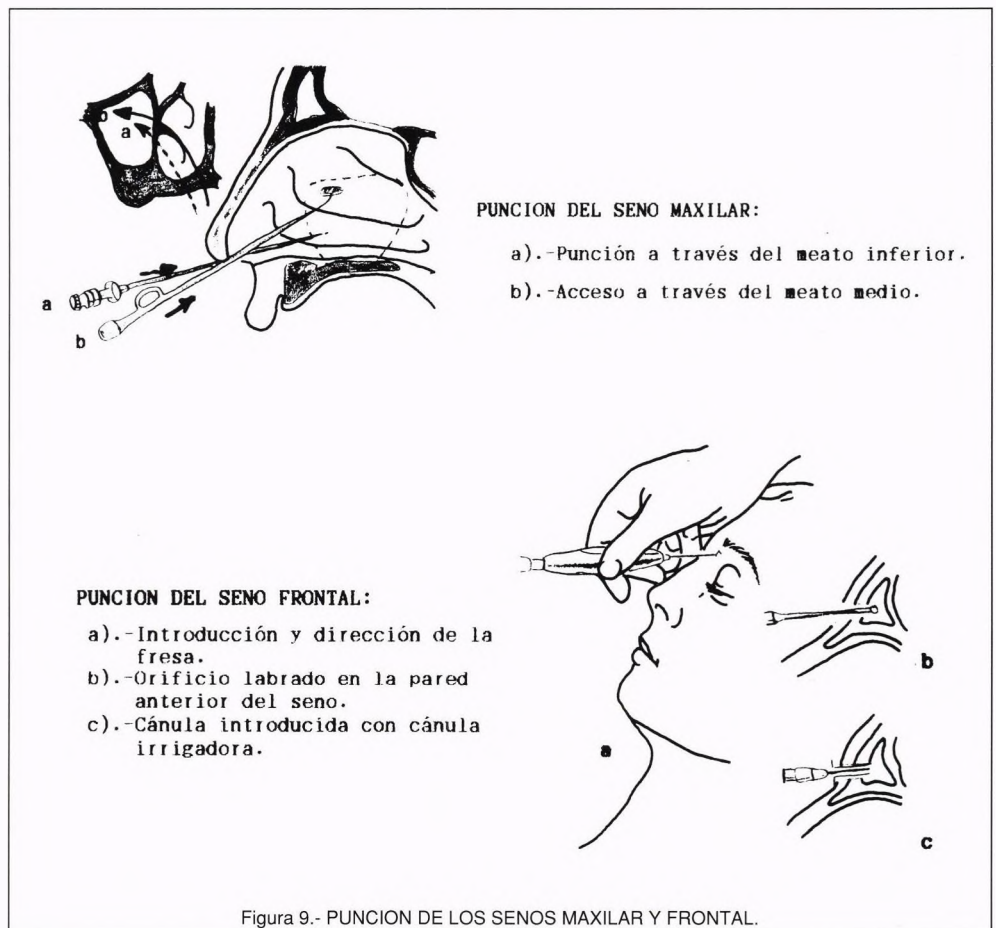 b
a
a
b
PUNCION DEL SENO MAXILAR:
a).-Punción a través del meato inferior.
b).-Acceso a través del meato medio.
PUNCION DEL SENO FRONTAL:
a).-Introducción y dirección de la
fresa.
b).-Orificio labrado en la pared
anterior del seno.
c).-Cánula introducida con cánula
irrigadora.
a
b
c
Figura 9.- PUNCION DE LOS SENOS MAXILAR Y FRONTAL.